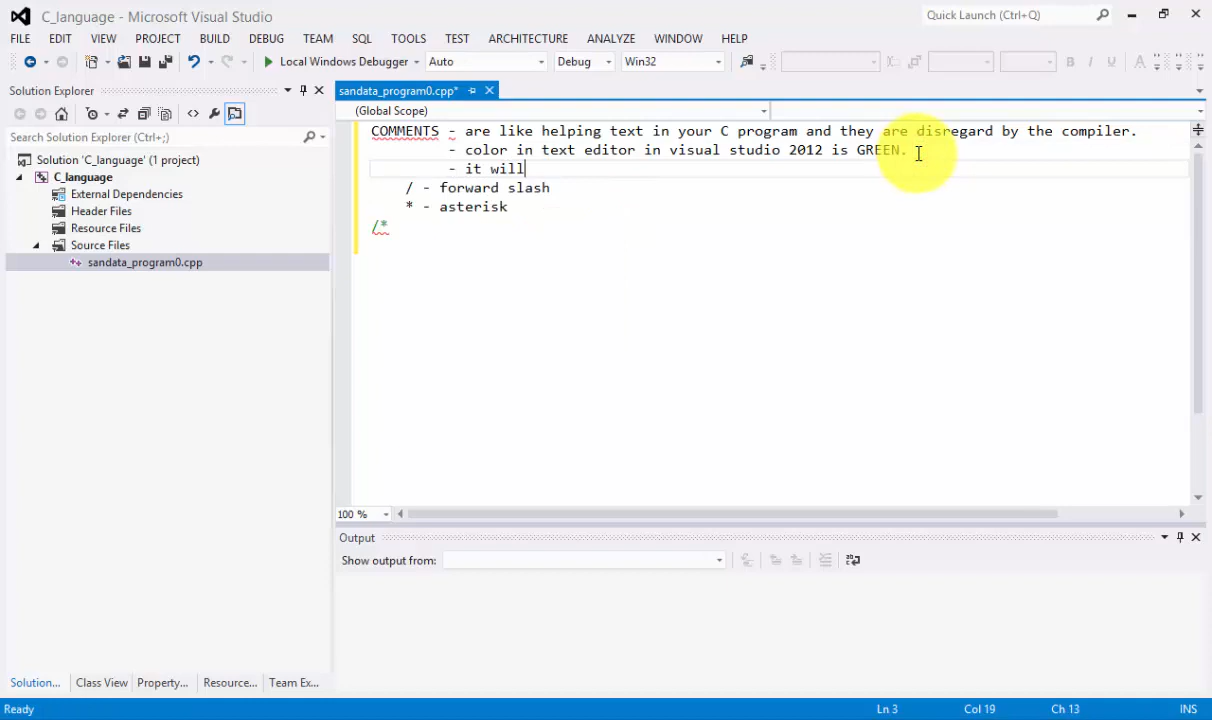 C_language - Microsoft Visual Studio
Quick Launch (Ctrl+Q)
FILE EDIT VIEW PROJECT BUILD DEBUG TEAM SQL TOOLS TEST ARCHITECTURE ANALYZE WINDOW HELP
Local Windows Debugger Auto Debug Win32
B I U A
Solution Explorer
Search Solution Explorer (Ctrl+;)
Solution 'C_language' (1 project)
C_language
External Dependencies
Header Files
Resource Files
Source Files
sandata_program0.cpp
Solution... Class View Property... Resource... Team Ex...
sandata_program0.cpp*
(Global Scope)
COMMENTS - are like helping text in your C program and they are disregard by the compiler.
- color in text editor in visual studio 2012 is GREEN.
- it will
/ - forward slash
* - asterisk
/*
100 %
Output
Show output from:
Ready Ln 3 Col 19 Ch 13 INS